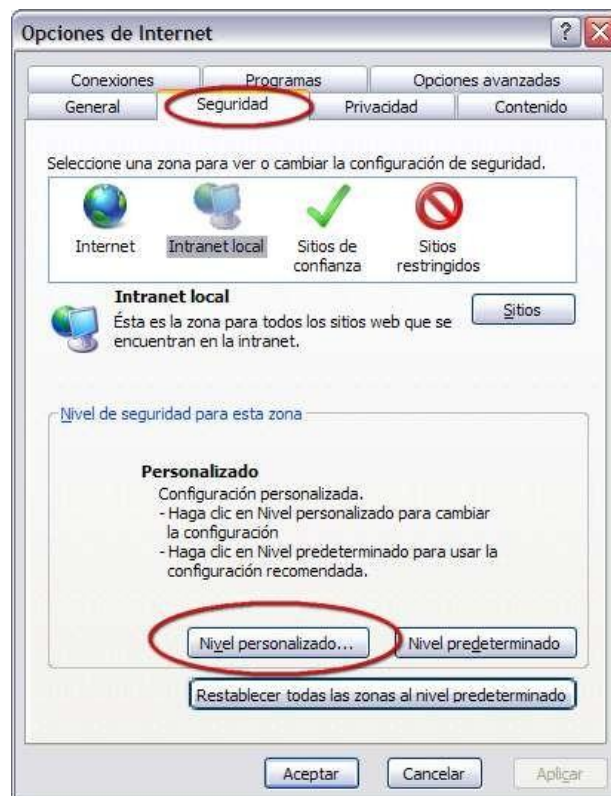 Opciones de Internet
?
Conexiones Programas Opciones avanzadas
General Seguridad Privacidad Contenido
Seleccione una zona para ver o cambiar la configuración de seguridad.
Internet Intranet local Sitios de confianza Sitios restringidos
Intranet local
Ésta es la zona para todos los sitios web que se
encuentran en la intranet.
Sitios
Nivel de seguridad para esta zona
Personalizado
Configuración personalizada.
- Haga clic en Nivel personalizado para cambiar
la configuración
- Haga clic en Nivel predeterminado para usar la
configuración recomendada.
Nivel personalizado... Nivel predeterminado
Restablecer todas las zonas al nivel predeterminado
Aceptar Cancelar Aplicar